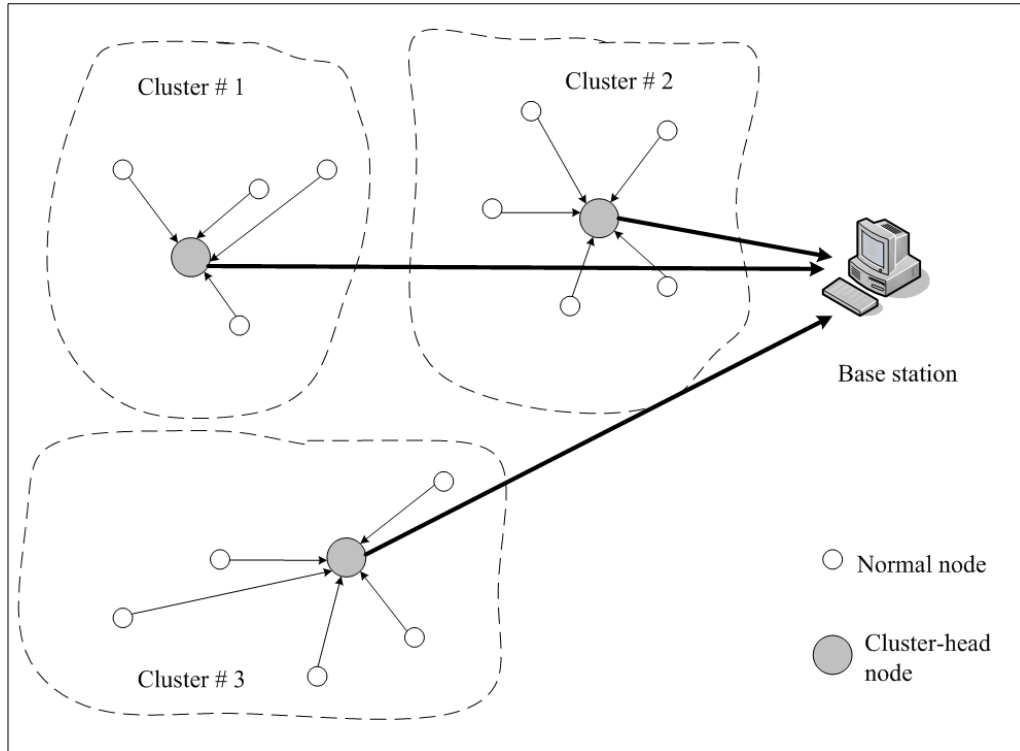 Cluster # 1
Cluster # 2
Base station
Cluster # 3
Normal node
Cluster-head
node